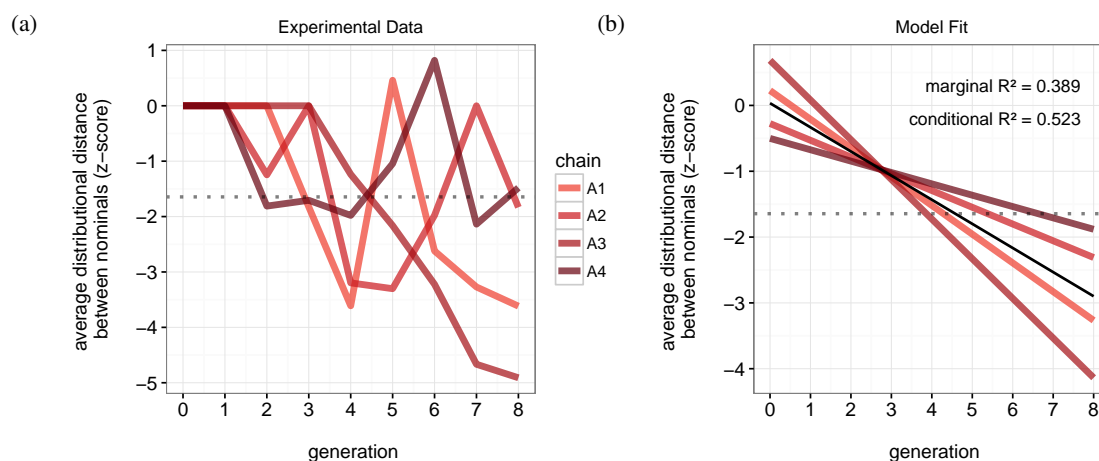 (a)
Experimental Data
average distributional distance
between nominals (z−score)
1
0
−1
−2
−3
−4
−5
0 1 2 3 4 5 6 7 8
generation
chain
A1
A2
A3
A4
(b)
Model Fit
marginal R² = 0.389
conditional R² = 0.523
average distributional distance
between nominals (z−score)
0
−1
−2
−3
−4
0 1 2 3 4 5 6 7 8
generation